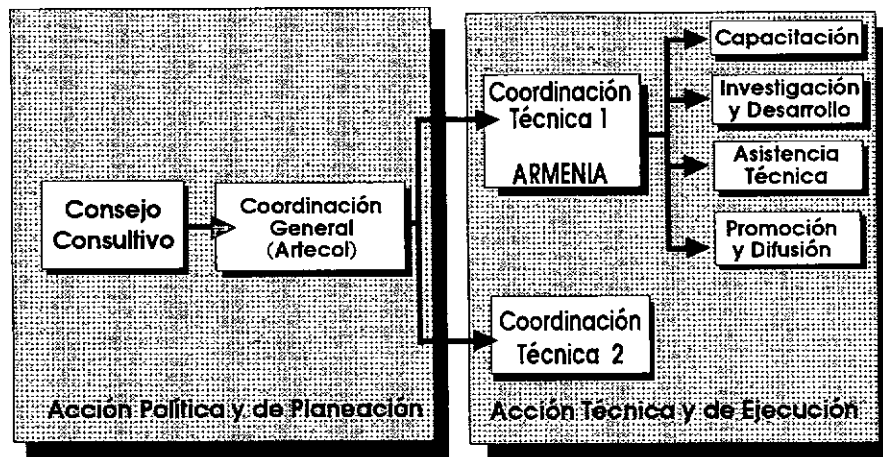 Consejo
Consultivo
Coordinación
General
(Artecol)
Acción Política y de Planeación
Coordinación
Técnica 1
ARMENIA
Coordinación
Técnica 2
Capacitación
Investigación
y Desarrollo
Asistencia
Técnica
Promoción
y Difusión
Acción Técnica y de Ejecución